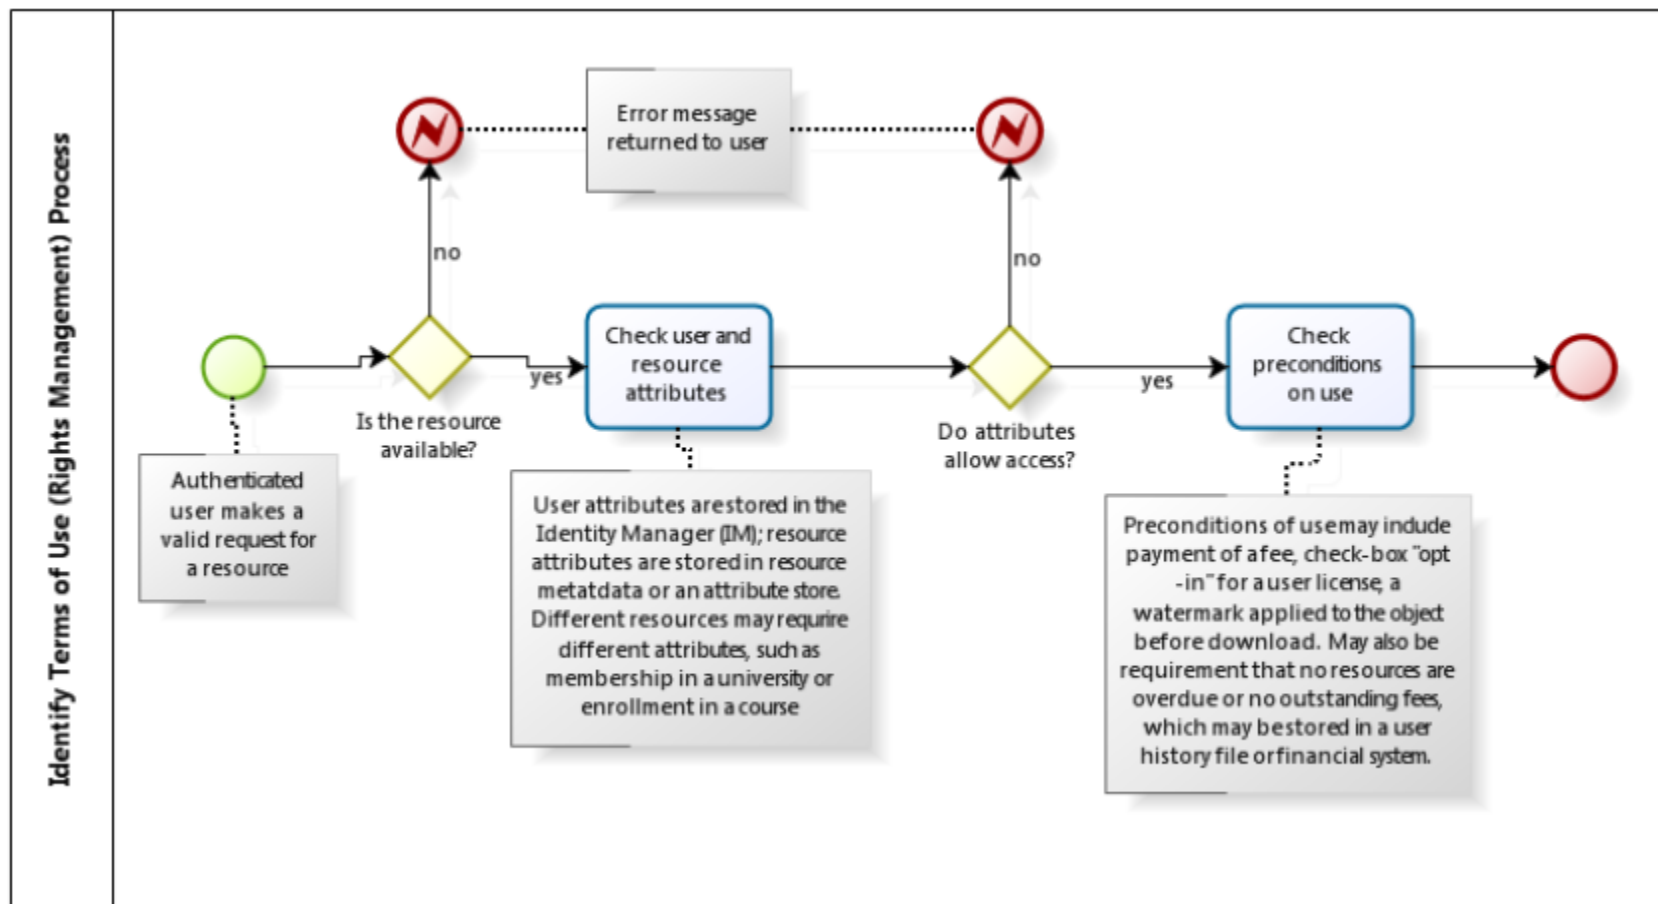 Identify Terms of Use (Rights Management) Process
Error message
returned to user
no
no
Check user and
resource
attributes
Check
preconditions
on use
yes
yes
Is the resource
available?
Do attributes
allow access?
Authenticated
user makes a
valid request for
a resource
User attributes are stored in the
Identity Manager (IM); resource
attributes are stored in resource
metatdata or an attribute store.
Different resources may requrire
different attributes, such as
membership in a university or
enrollment in a course
Preconditions of use may include
payment of a fee, check-box "opt
-in" for a user license, a
watermark applied to the object
before download. May also be
requirement that no resources are
overdue or no outstanding fees,
which may be stored in a user
history file or financial system.